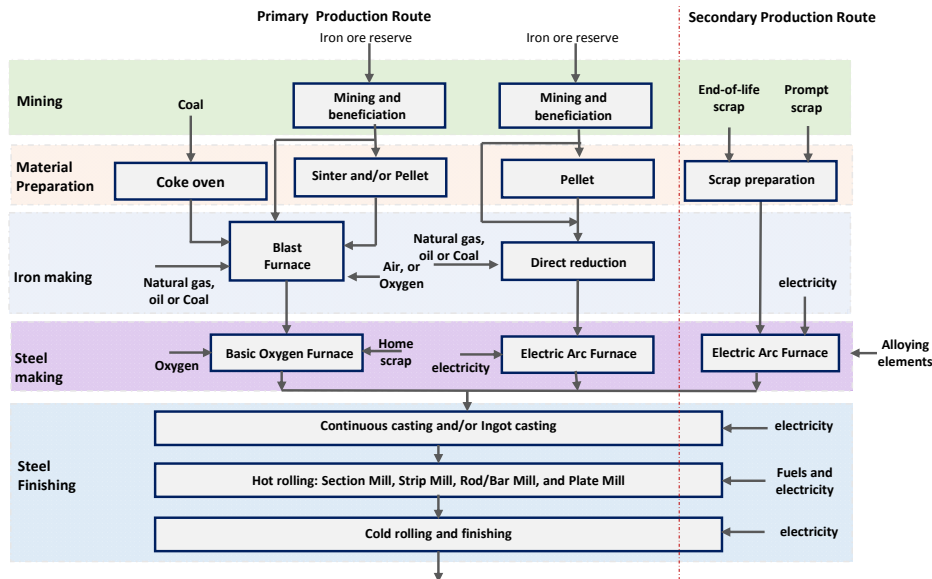 Primary  Production Route
Secondary Production Route
Iron ore reserve
Iron ore reserve
Mining
Coal
Mining and
beneficiation
Mining and
beneficiation
End-of-life
scrap
Prompt
scrap
Material
Preparation
Coke oven
Sinter and/or Pellet
Pellet
Scrap preparation
Iron making
Blast
Furnace
Natural gas,
oil or Coal
Air, or
Oxygen
Natural gas,
oil or Coal
Direct reduction
electricity
Steel
making
Oxygen
Basic Oxygen Furnace
Home
scrap
electricity
Electric Arc Furnace
Electric Arc Furnace
Alloying
elements
Steel
Finishing
Continuous casting and/or Ingot casting
electricity
Hot rolling: Section Mill, Strip Mill, Rod/Bar Mill, and Plate Mill
Fuels and
electricity
Cold rolling and finishing
electricity